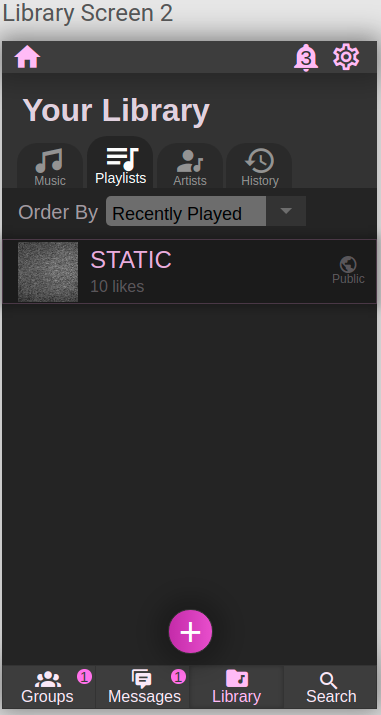 Library Screen 2
3
Your Library
Music Playlists Artists History
Order By Recently Played
STATIC
10 likes
Public
+
1 1
Groups Messages Library Search